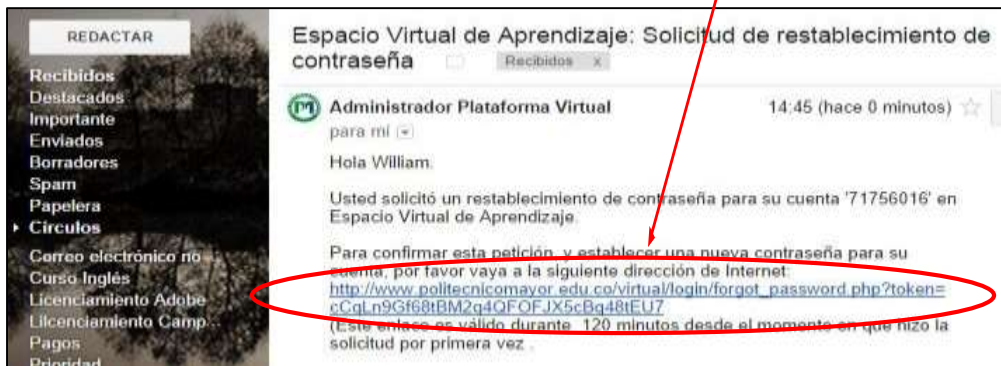 REDACTAR
Recibidos
Destacados
Importante
Enviados
Borradores
Spam
Papelera
Círculos
Correo electrónico no
Curso Inglés
Licenciamiento Adobe
Lilcenciamiento Camp...
Pagos
Prioridad
Espacio Virtual de Aprendizaje: Solicitud de restablecimiento de
contraseña Recibidos x
Administrador Plataforma Virtual 14:45 (hace 0 minutos)
para mí
Hola William.
Usted solicitó un restablecimiento de contraseña para su cuenta '71756016' en
Espacio Virtual de Aprendizaje.
Para confirmar esta petición, y establecer una nueva contraseña para su
cuenta, por favor vaya a la siguiente dirección de Internet:
http://www.politecnicomayor.edu.co/virtual/login/forgot_password.php?token=
cCqLn9Gf68tBM2q4QFOFJX5cBq48tEU7
(Este enlace es válido durante 120 minutos desde el momento en que hizo la
solicitud por primera vez .